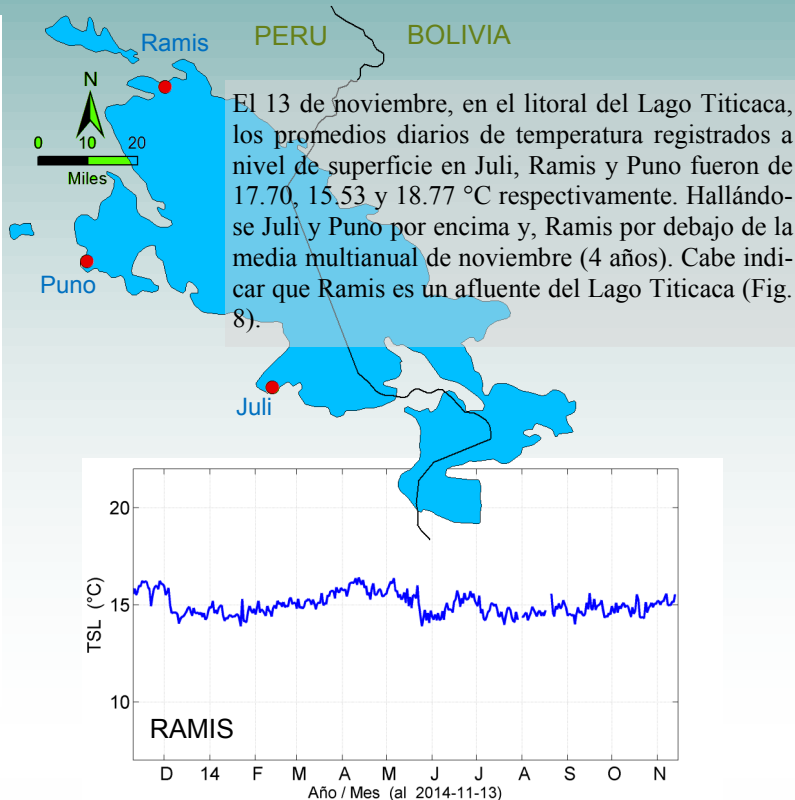 Ramis
PERU
BOLIVIA
N
0 10 20
Miles
El 13 de noviembre, en el litoral del Lago Titicaca,
los promedios diarios de temperatura registrados a
nivel de superficie en Juli, Ramis y Puno fueron de
17.70, 15.53 y 18.77 °C respectivamente. Hallándo-
se Juli y Puno por encima y, Ramis por debajo de la
media multianual de noviembre (4 años). Cabe indi-
car que Ramis es un afluente del Lago Titicaca (Fig.
8).
Puno
Juli
20
15
10
TSL (°C)
RAMIS
D 14 F M A M J J A S O N
Año / Mes (al 2014-11-13)